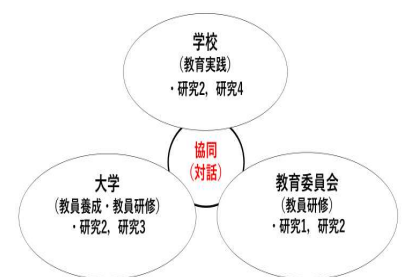 学校
（教育実践）
・研究2，研究4
協同
（対話）
大学
（教員養成・教員研修）
・研究2，研究3
教育委員会
（教員研修）
・研究1，研究2